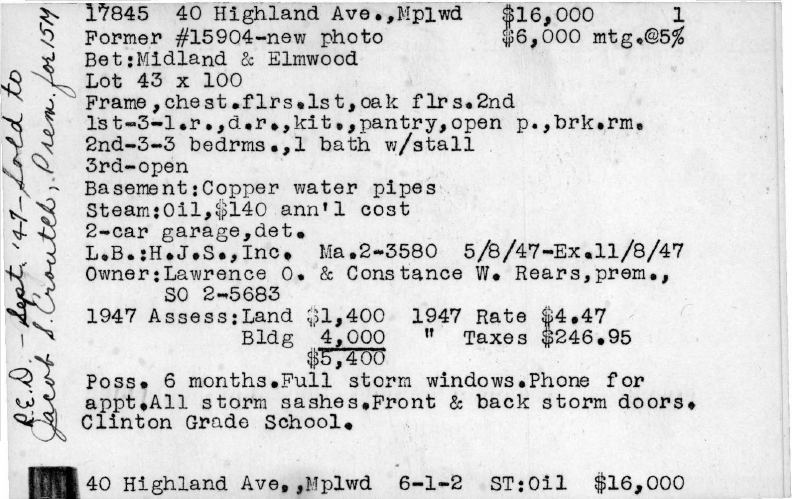 17845 40 Highland Ave.,Mplwd $16,000 1
Former #15904-new photo $6,000 mtg.@5%
Bet:Midland & Elmwood
Lot 43 x 100
Frame,chest.flrs.1st,oak flrs.2nd
1st-3-l.r.,d.r.,kit.,pantry,open p.,brk.rm.
2nd-3-3 bedrms.,1 bath w/stall
3rd-open
Basement:Copper water pipes
Steam:Oil,$140 ann'l cost
2-car garage,det.
L.B.:H.J.S.,Inc. Ma.2-3580 5/8/47-Ex.11/8/47
Owner:Lawrence O. & Constance W. Rears,prem.,
SO 2-5683
1947 Assess:Land $1,400 1947 Rate $4.47
Bldg 4,000 " Taxes $246.95
$5,400
Poss. 6 months.Full storm windows.Phone for
appt.All storm sashes.Front & back storm doors.
Clinton Grade School.
40 Highland Ave.,Mplwd 6-1-2 ST:Oil $16,000
R.E.D. - Sept. '47 - Sold to
Jacob S. Croutch, Prem. for 15M